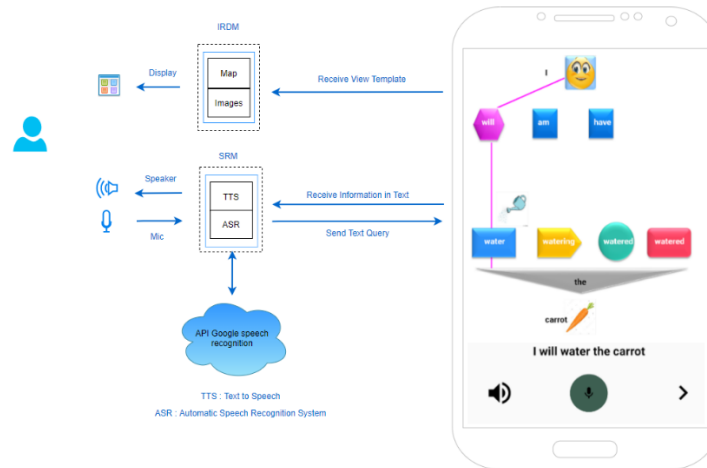 IRDM
Display
Map
Images
Receive View Template
SRM
Speaker
TTS
ASR
Mic
Receive Information in Text
Send Text Query
API Google speech
recognition
TTS : Text to Speech
ASR : Automatic Speech Recognition System
I
will
am
have
water
watering
watered
watered
the
carrot
I will water the carrot